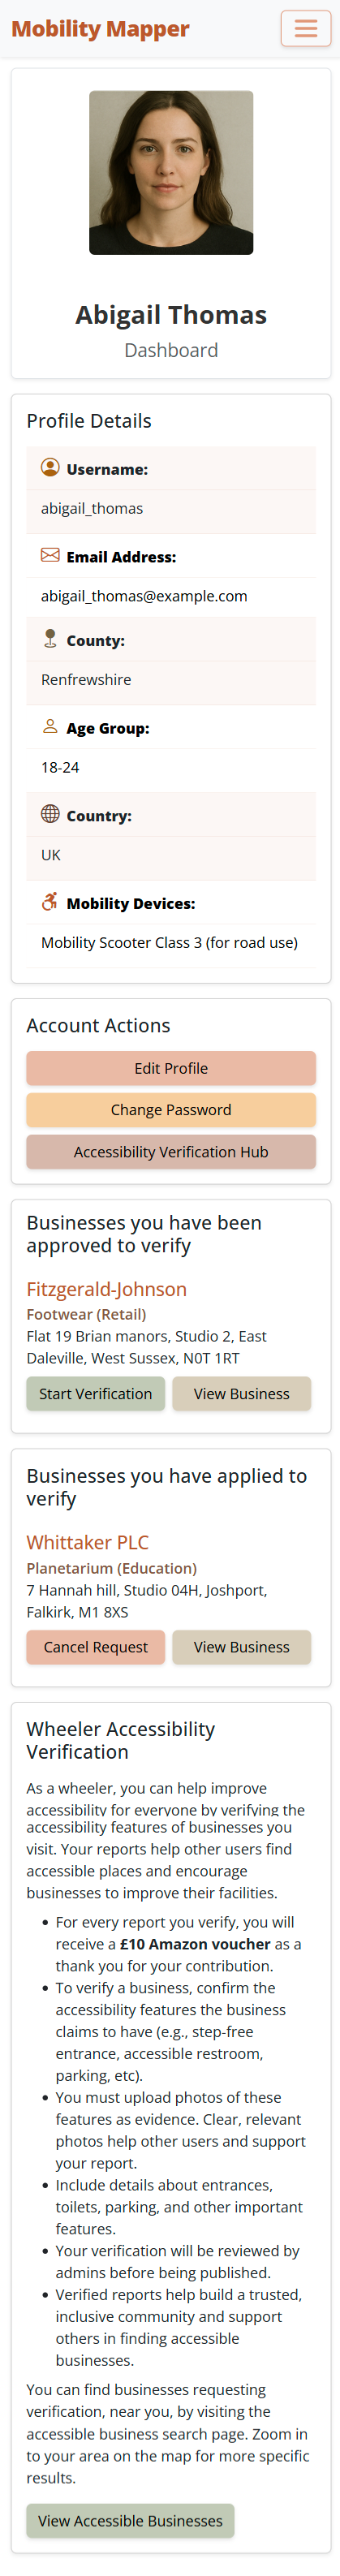 Mobility Mapper
Abigail Thomas
Dashboard
Profile Details
Username:
abigail_thomas
Email Address:
abigail_thomas@example.com
County:
Renfrewshire
Age Group:
18-24
Country:
UK
Mobility Devices:
Mobility Scooter Class 3 (for road use)
Account Actions
Edit Profile
Change Password
Accessibility Verification Hub
Businesses you have been
approved to verify
Fitzgerald-Johnson
Footwear (Retail)
Flat 19 Brian manors, Studio 2, East
Daleville, West Sussex, N0T 1RT
Start Verification View Business
Businesses you have applied to
verify
Whittaker PLC
Planetarium (Education)
7 Hannah hill, Studio 04H, Joshport,
Falkirk, M1 8XS
Cancel Request View Business
Wheeler Accessibility
Verification
As a wheeler, you can help improve
accessibility for everyone by verifying the
accessibility features of businesses you
visit. Your reports help other users find
accessible places and encourage
businesses to improve their facilities.
• For every report you verify, you will
receive a £10 Amazon voucher as a
thank you for your contribution.
• To verify a business, confirm the
accessibility features the business
claims to have (e.g., step-free
entrance, accessible restroom,
parking, etc).
• You must upload photos of these
features as evidence. Clear, relevant
photos help other users and support
your report.
• Include details about entrances,
toilets, parking, and other important
features.
• Your verification will be reviewed by
admins before being published.
• Verified reports help build a trusted,
inclusive community and support
others in finding accessible
businesses.
You can find businesses requesting
verification, near you, by visiting the
accessible business search page. Zoom in
to your area on the map for more specific
results.
View Accessible Businesses